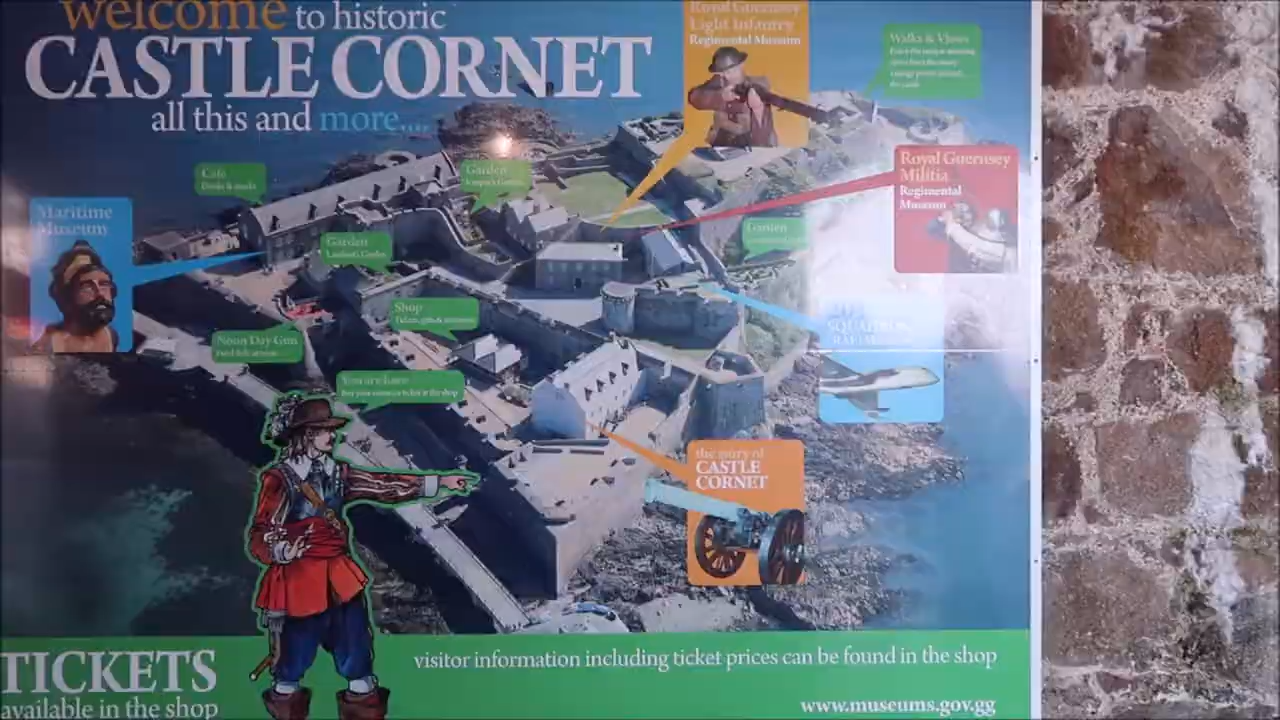 welcome to historic
CASTLE CORNET
all this and more...
Royal Guernsey
Light Infantry
Regimental Museum
Walks & Views
Royal Guernsey
Militia
Regimental
Museum
Café
Garden
Maritime
Museum
Garden
Garden
Shop
SQUADRON
Noon Day Gun
You are here
the story of
CASTLE
CORNET
TICKETS
available in the shop
visitor information including ticket prices can be found in the shop
www.museums.gov.gg